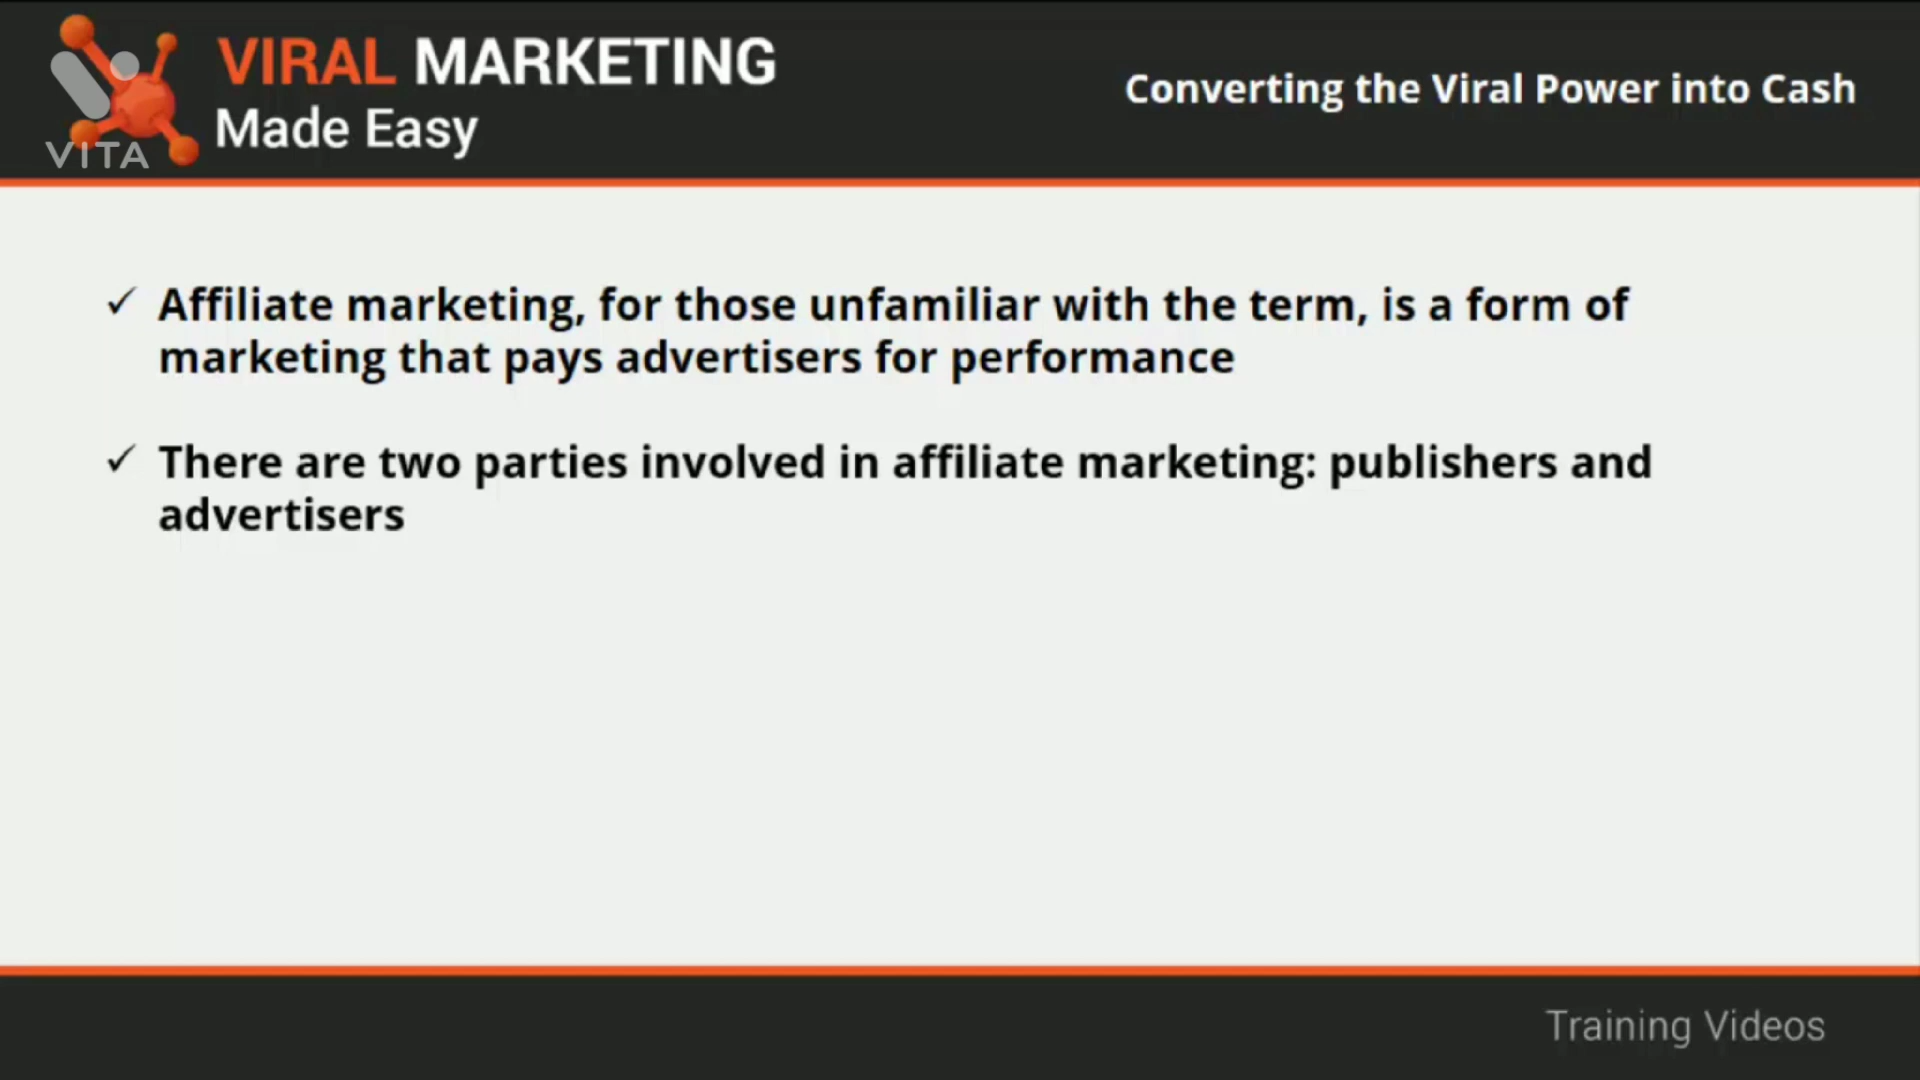 VIRAL MARKETING
Made Easy
VITA
Converting the Viral Power into Cash
✓ Affiliate marketing, for those unfamiliar with the term, is a form of
marketing that pays advertisers for performance
✓ There are two parties involved in affiliate marketing: publishers and
advertisers
Training Videos